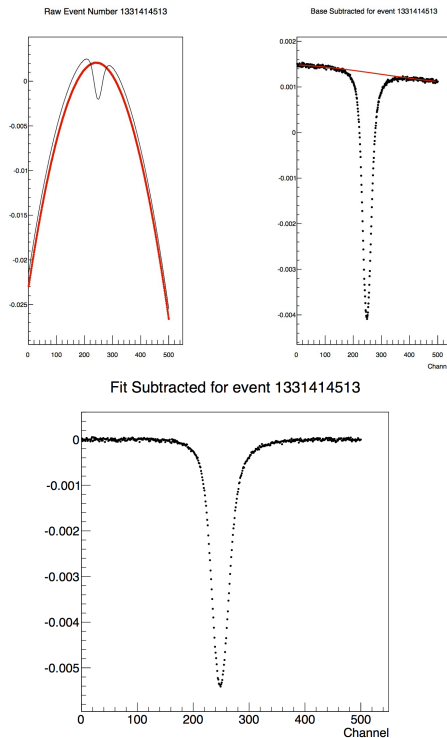 Raw Event Number 1331414513
0
-0.005
-0.01
-0.015
-0.02
-0.025
0 100 200 300 400 500
Base Subtracted for event 1331414513
0.002
0.001
0
-0.001
-0.002
-0.003
-0.004
0 100 200 300 400 500
Channel
Fit Subtracted for event 1331414513
0
-0.001
-0.002
-0.003
-0.004
-0.005
0 100 200 300 400 500
Channel